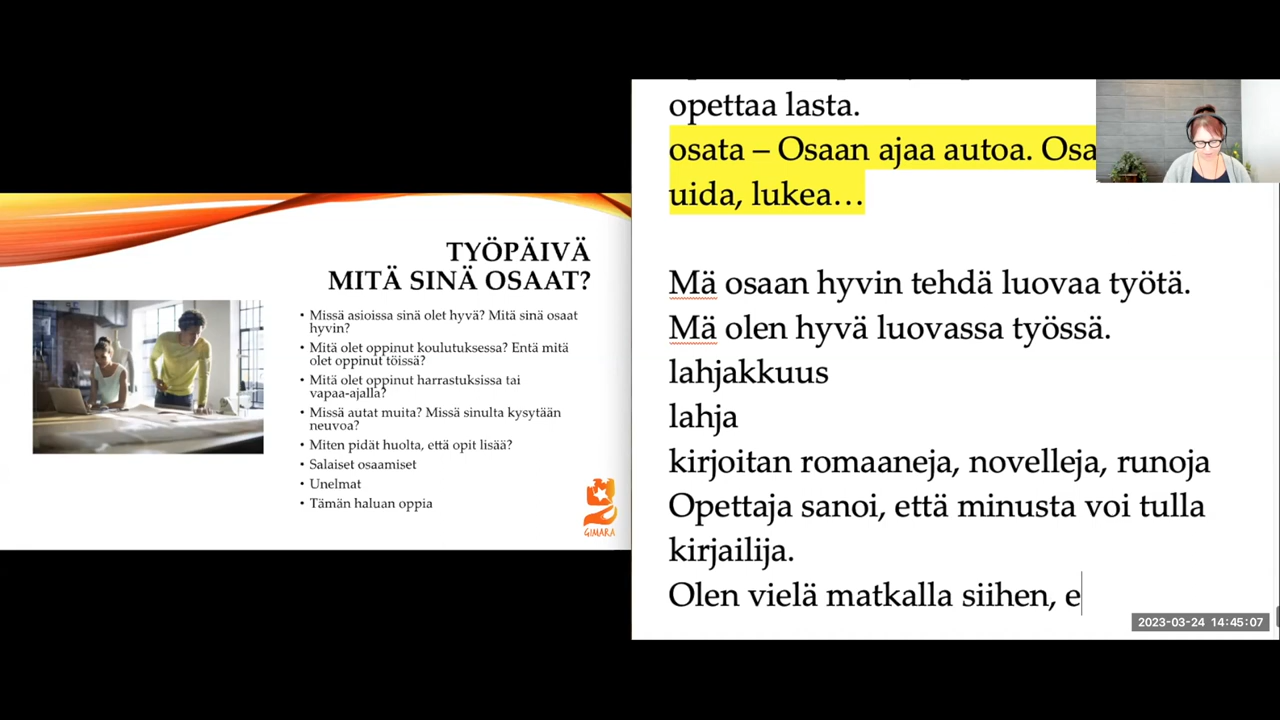 TYÖPÄIVÄ
MITÄ SINÄ OSAAT?
• Missä asioissa sinä olet hyvä? Mitä sinä osaat
hyvin?
• Mitä olet oppinut koulutuksessa? Entä mitä
olet oppinut töissä?
• Mitä olet oppinut harrastuksissa tai
vapaa-ajalla?
• Missä autat muita? Missä sinulta kysytään
neuvoa?
• Miten pidät huolta, että opit lisää?
• Salaiset osaamiset
• Unelmat
• Tämän haluan oppia
GIMARA
opettaa lasta.
osata – Osaan ajaa autoa. Osa
uida, lukea…
Mä osaan hyvin tehdä luovaa työtä.
Mä olen hyvä luovassa työssä.
lahjakkuus
lahja
kirjoitan romaaneja, novelleja, runoja
Opettaja sanoi, että minusta voi tulla
kirjailija.
Olen vielä matkalla siihen, e
2023-03-24 14:45:07